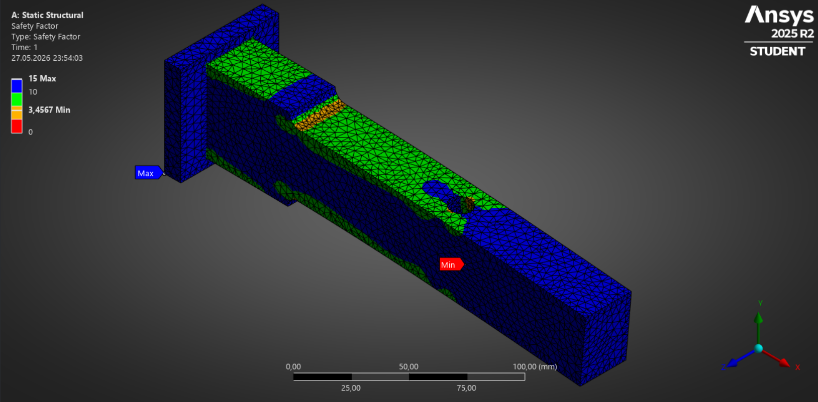 A: Static Structural
Safety Factor
Type: Safety Factor
Time: 1
27.05.2026 23:54:03
15 Max
10
3,4567 Min
0
Ansys
2025 R2
STUDENT
Max
Min
0,00 50,00 100,00 (mm)
25,00 75,00
Y
X